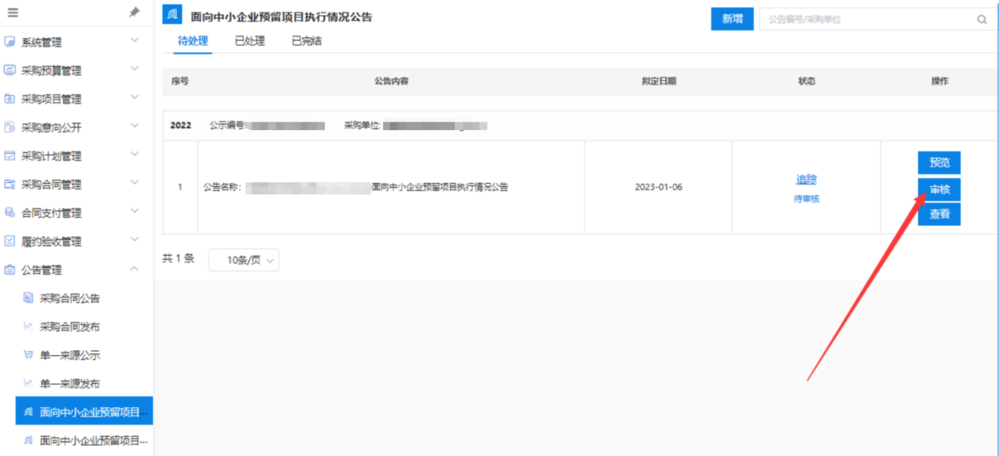 面向中小企业预留项目执行情况公告
新增
公告编号/采购单位
待处理 已处理 已完结
系统管理
采购预算管理
采购项目管理
采购意向公开
采购计划管理
采购合同管理
合同支付管理
履约验收管理
公告管理
采购合同公告
采购合同发布
单一来源公示
单一来源发布
面向中小企业预留项目...
面向中小企业预留项目...
序号 公告内容 拟定日期 状态 操作
2022 公示编号: 采购单位:
1 公告名称: 面向中小企业预留项目执行情况公告 2023-01-06
追踪
待审核
预览
审核
查看
共 1 条 10条/页